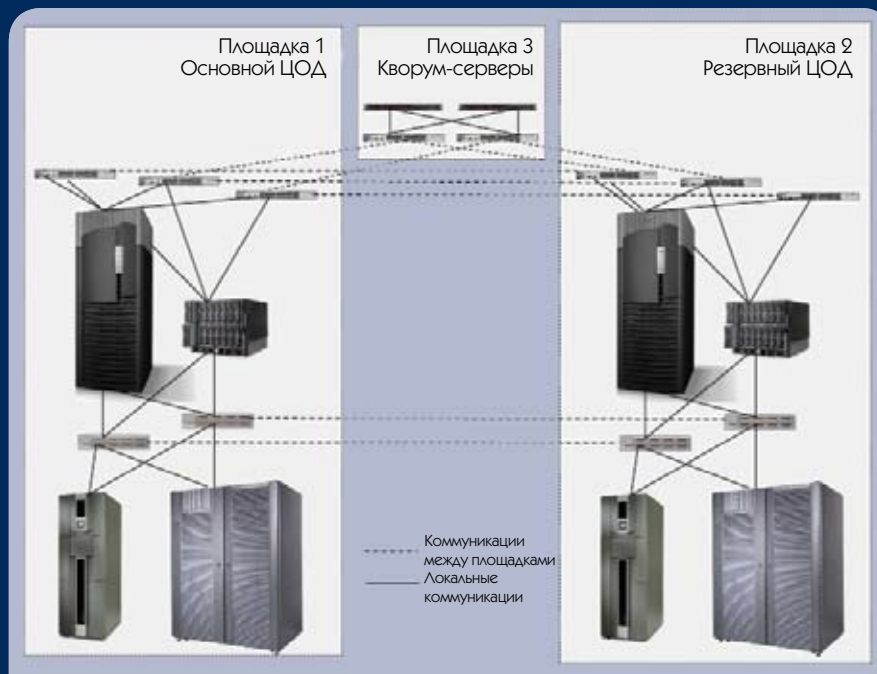 Площадка 1
Основной ЦОД
Площадка 3
Кворум-серверы
Площадка 2
Резервный ЦОД
Коммуникации
между площадками
Локальные
коммуникации